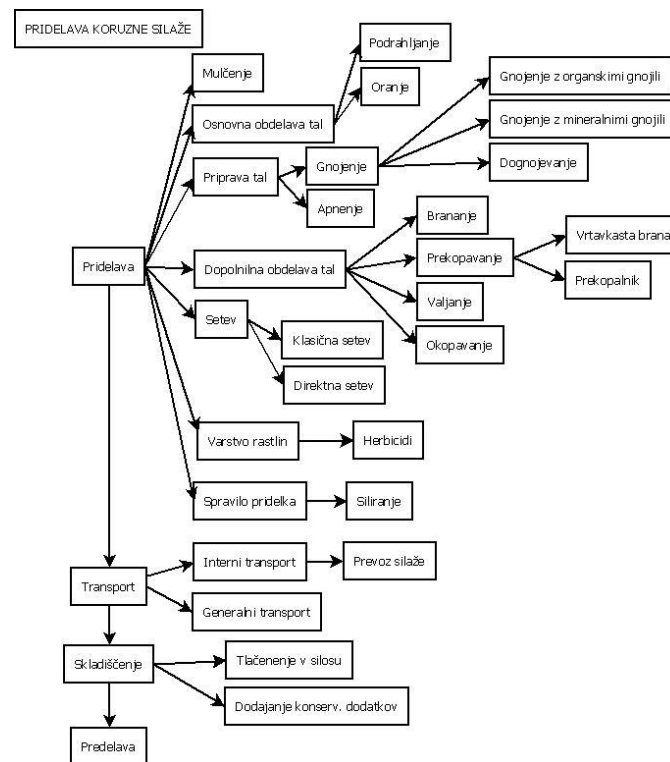 PRIDELAVA KORUZNE SILAŽE
Podrahljanje
Mulčenje
Oranje
Gnojenje z organskimi gnojili
Osnovna obdelava tal
Gnojenje z mineralnimi gnojili
Gnojenje
Dognojevanje
Priprava tal
Apnenje
Brananje
Vrtavkasta brana
Pridelava
Dopolnilna obdelava tal
Prekopavanje
Prekopalnik
Valjanje
Setev
Klasična setev
Okopavanje
Direktna setev
Varstvo rastlin
Herbicidi
Spravilo pridelka
Siliranje
Interni transport
Prevoz silaže
Transport
Generalni transport
Skladiščenje
Tlačenenje v silosu
Dodajanje konserv. dodatkov
Predelava